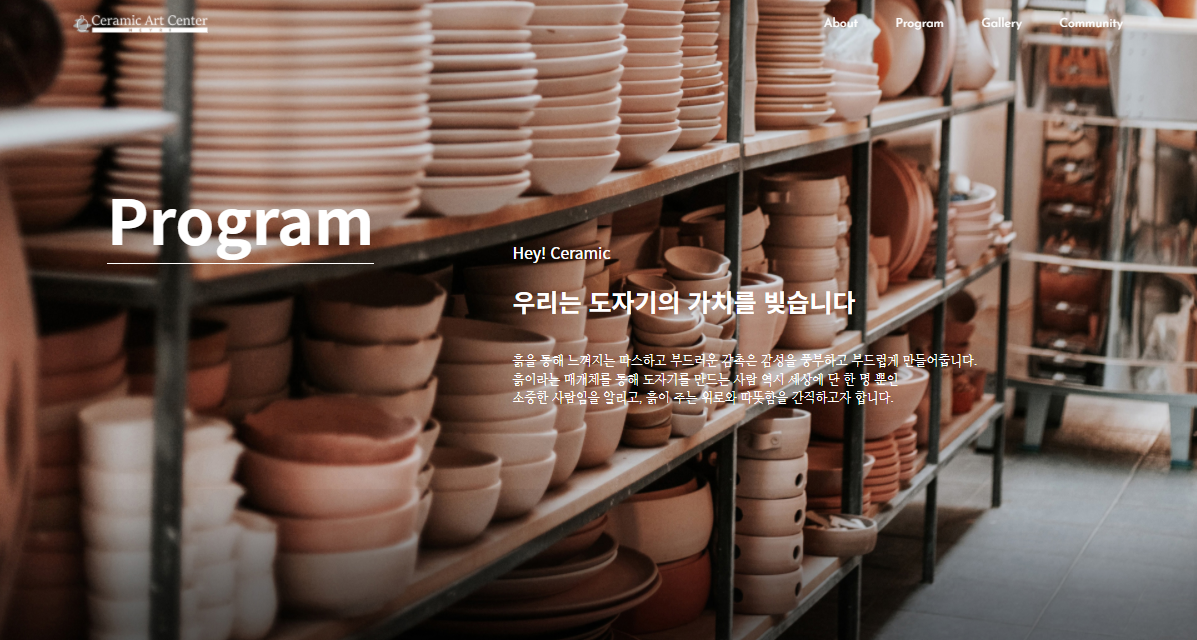 Ceramic Art Center
About
Program
Gallery
Community
Program
Hey! Ceramic
우리는 도자기의 가치를 빚습니다
흙을 통해 느껴지는 따스하고 부드러운 감촉은 감성을 풍부하고 부드럽게 만들어줍니다.
흙이라는 매개체를 통해 도자기를 만드는 사람 역시 세상에 단 한 명 뿐인
소중한 사람임을 알리고, 흙이 주는 위로와 따뜻함을 간직하고자 합니다.